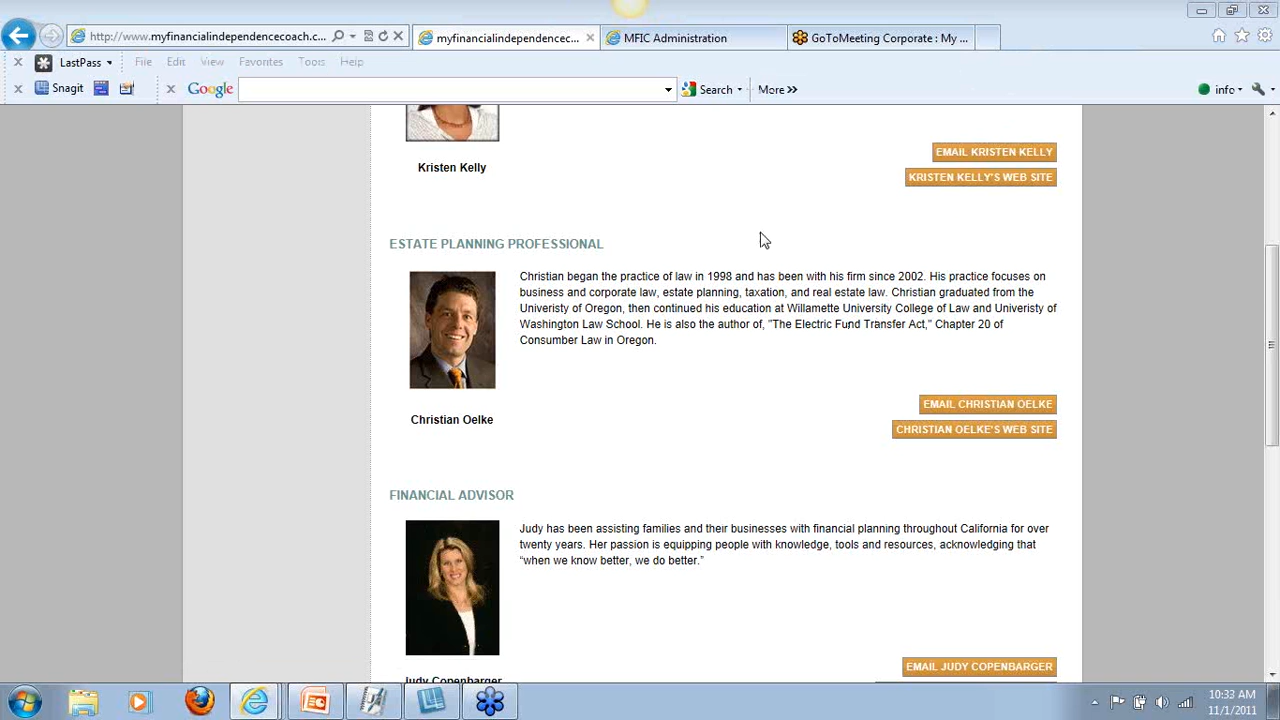 http://www.myfinancialindependencecoach.c...
myfinancialindependencec...
MFIC Administration
GoToMeeting Corporate : My ...
LastPass
File Edit View Favorites Tools Help
Snagit
Google
Search
More >>
info
Kristen Kelly
EMAIL KRISTEN KELLY
KRISTEN KELLY'S WEB SITE
ESTATE PLANNING PROFESSIONAL
Christian began the practice of law in 1998 and has been with his firm since 2002. His practice focuses on
business and corporate law, estate planning, taxation, and real estate law. Christian graduated from the
Univeristy of Oregon, then continued his education at Willamette University College of Law and Univeristy of
Washington Law School. He is also the author of, "The Electric Fund Transfer Act," Chapter 20 of
Consumber Law in Oregon.
Christian Oelke
EMAIL CHRISTIAN OELKE
CHRISTIAN OELKE'S WEB SITE
FINANCIAL ADVISOR
Judy has been assisting families and their businesses with financial planning throughout California for over
twenty years. Her passion is equipping people with knowledge, tools and resources, acknowledging that
“when we know better, we do better.”
EMAIL JUDY COPENBARGER
Judy Copenbarger
10:33 AM
11/1/2011